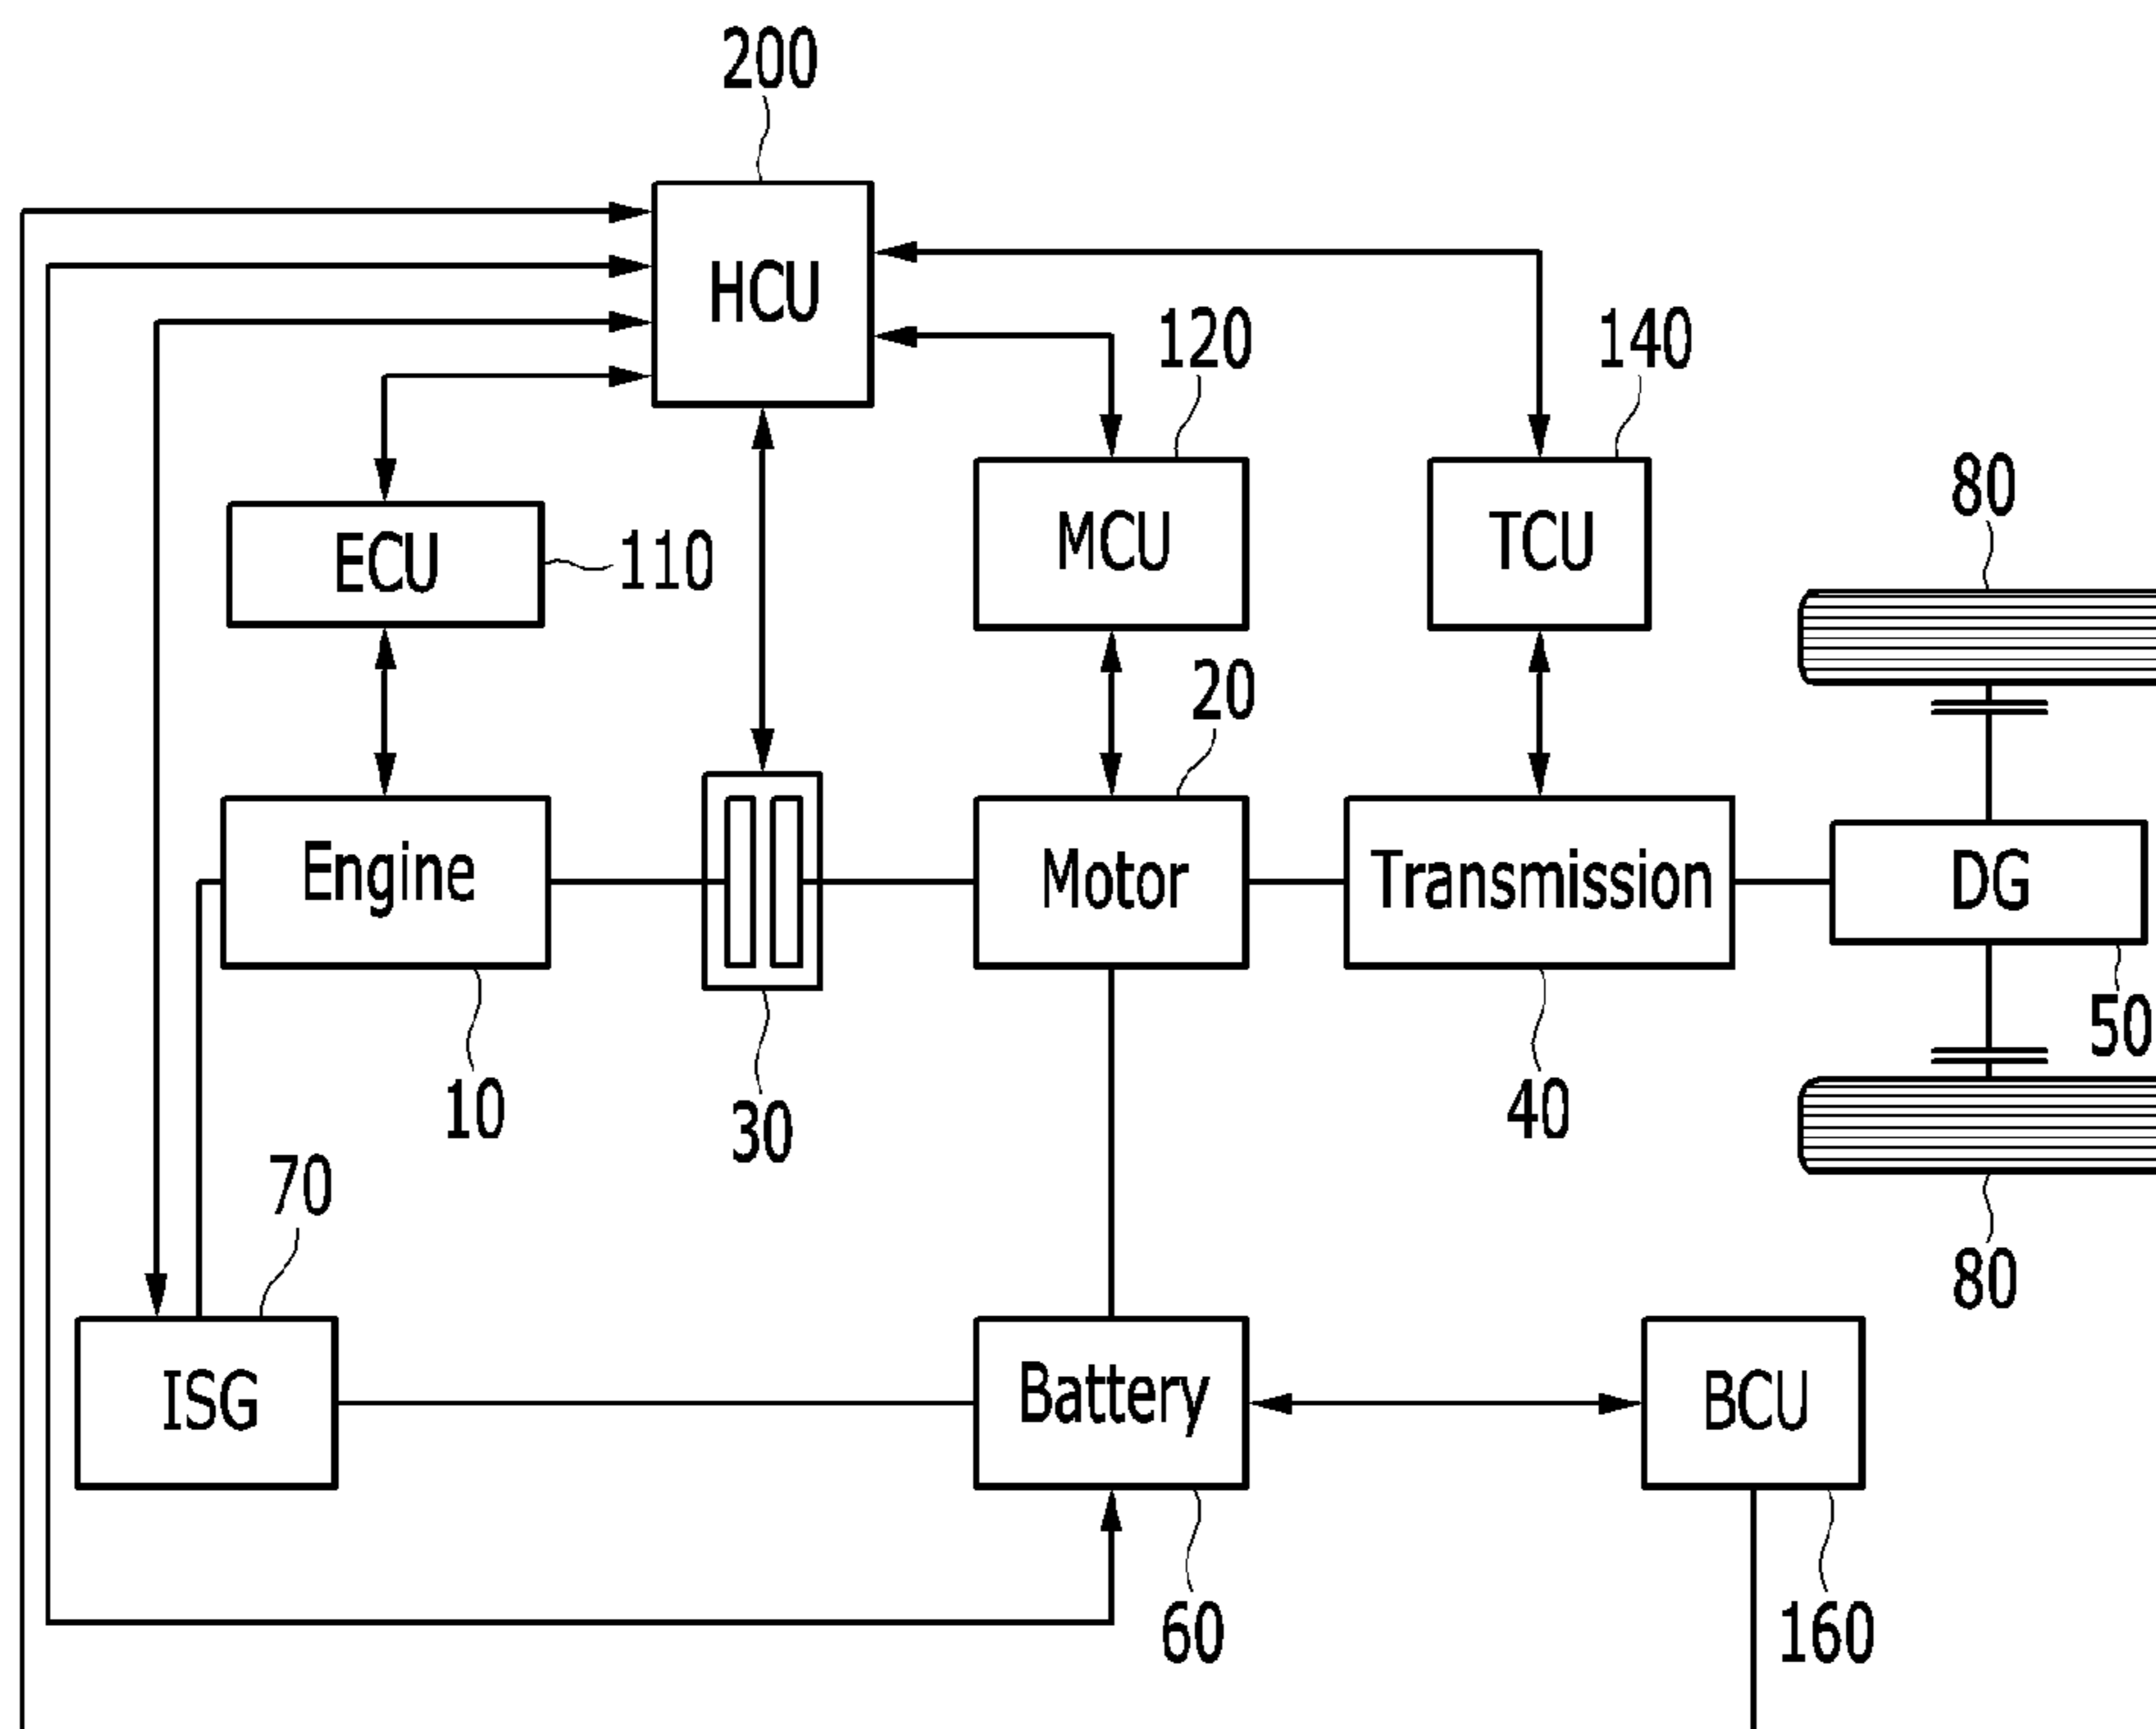 200
HCU
120
140
80
ECU
110
MCU
TCU
20
Engine
Motor
Transmission
DG
50
10
30
40
70
80
ISG
Battery
BCU
60
160